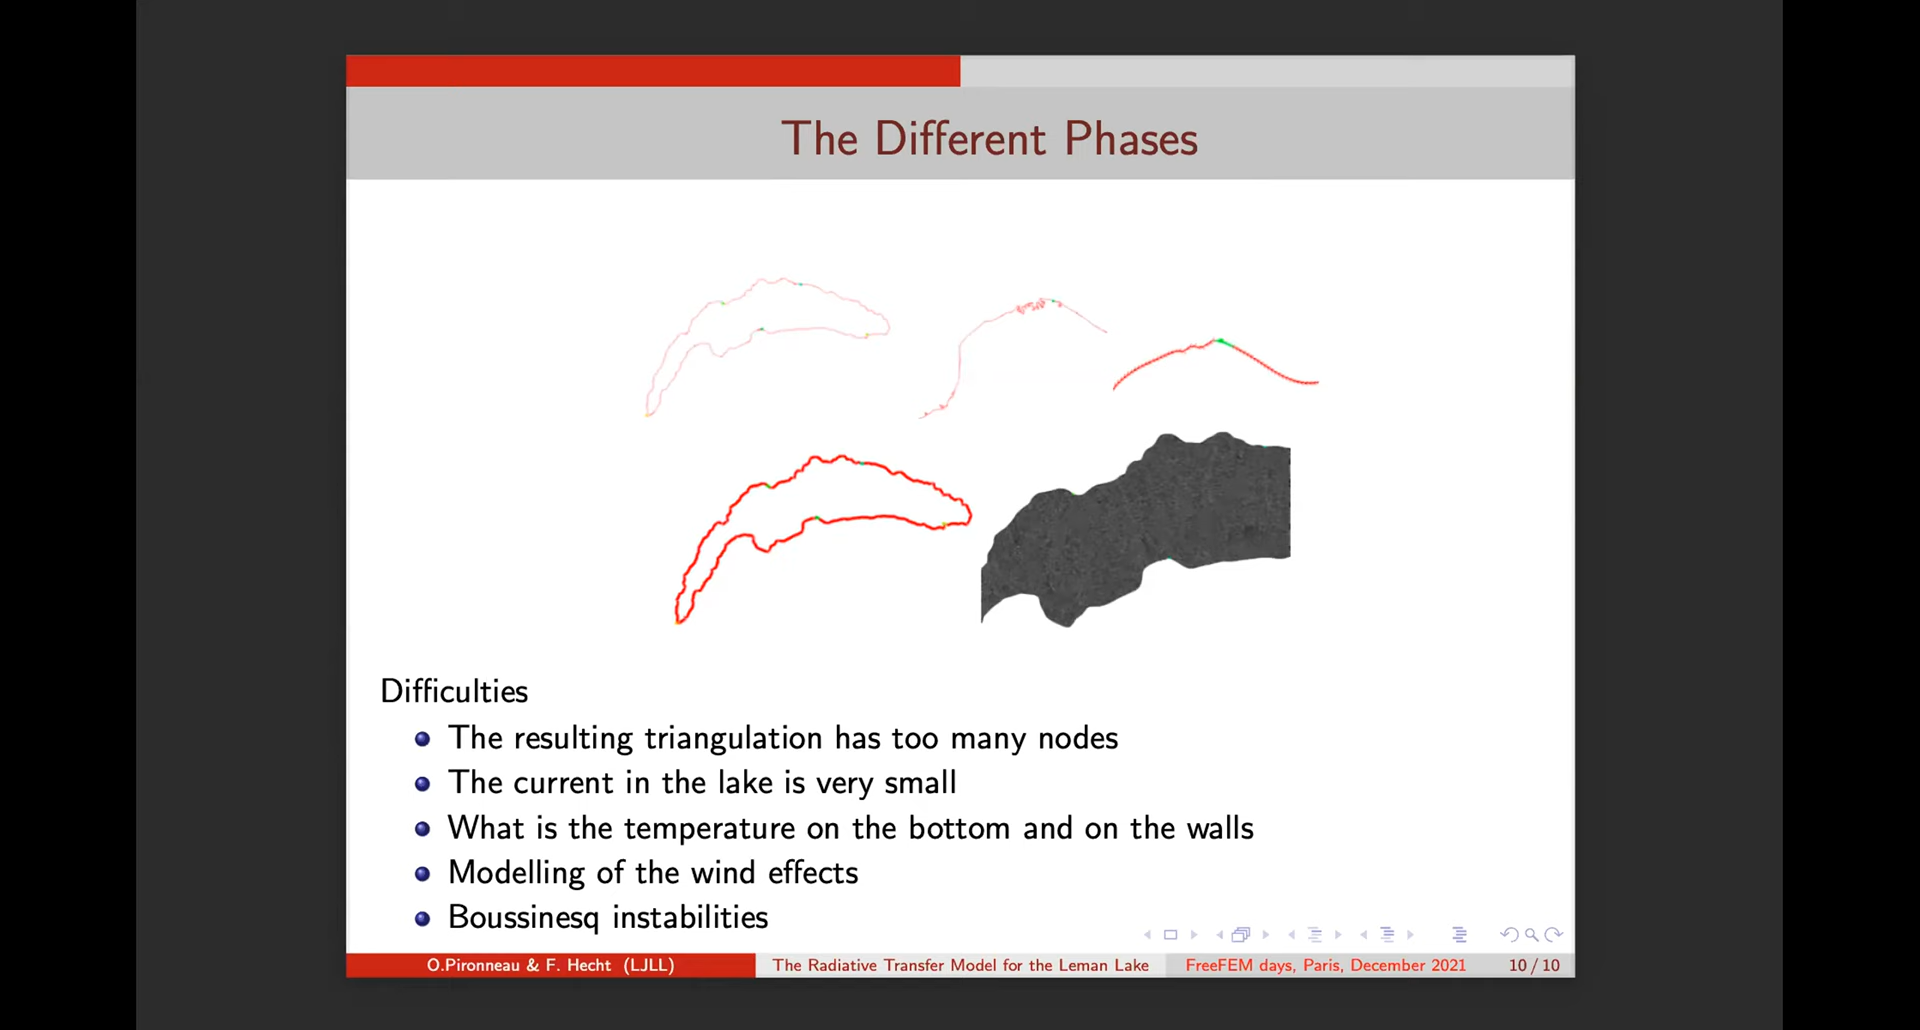 The Different Phases
Difficulties
The resulting triangulation has too many nodes
The current in the lake is very small
What is the temperature on the bottom and on the walls
Modelling of the wind effects
Boussinesq instabilities
O.Pironneau & F. Hecht (LJLL)
The Radiative Transfer Model for the Leman Lake
FreeFEM days, Paris, December 2021
10 / 10